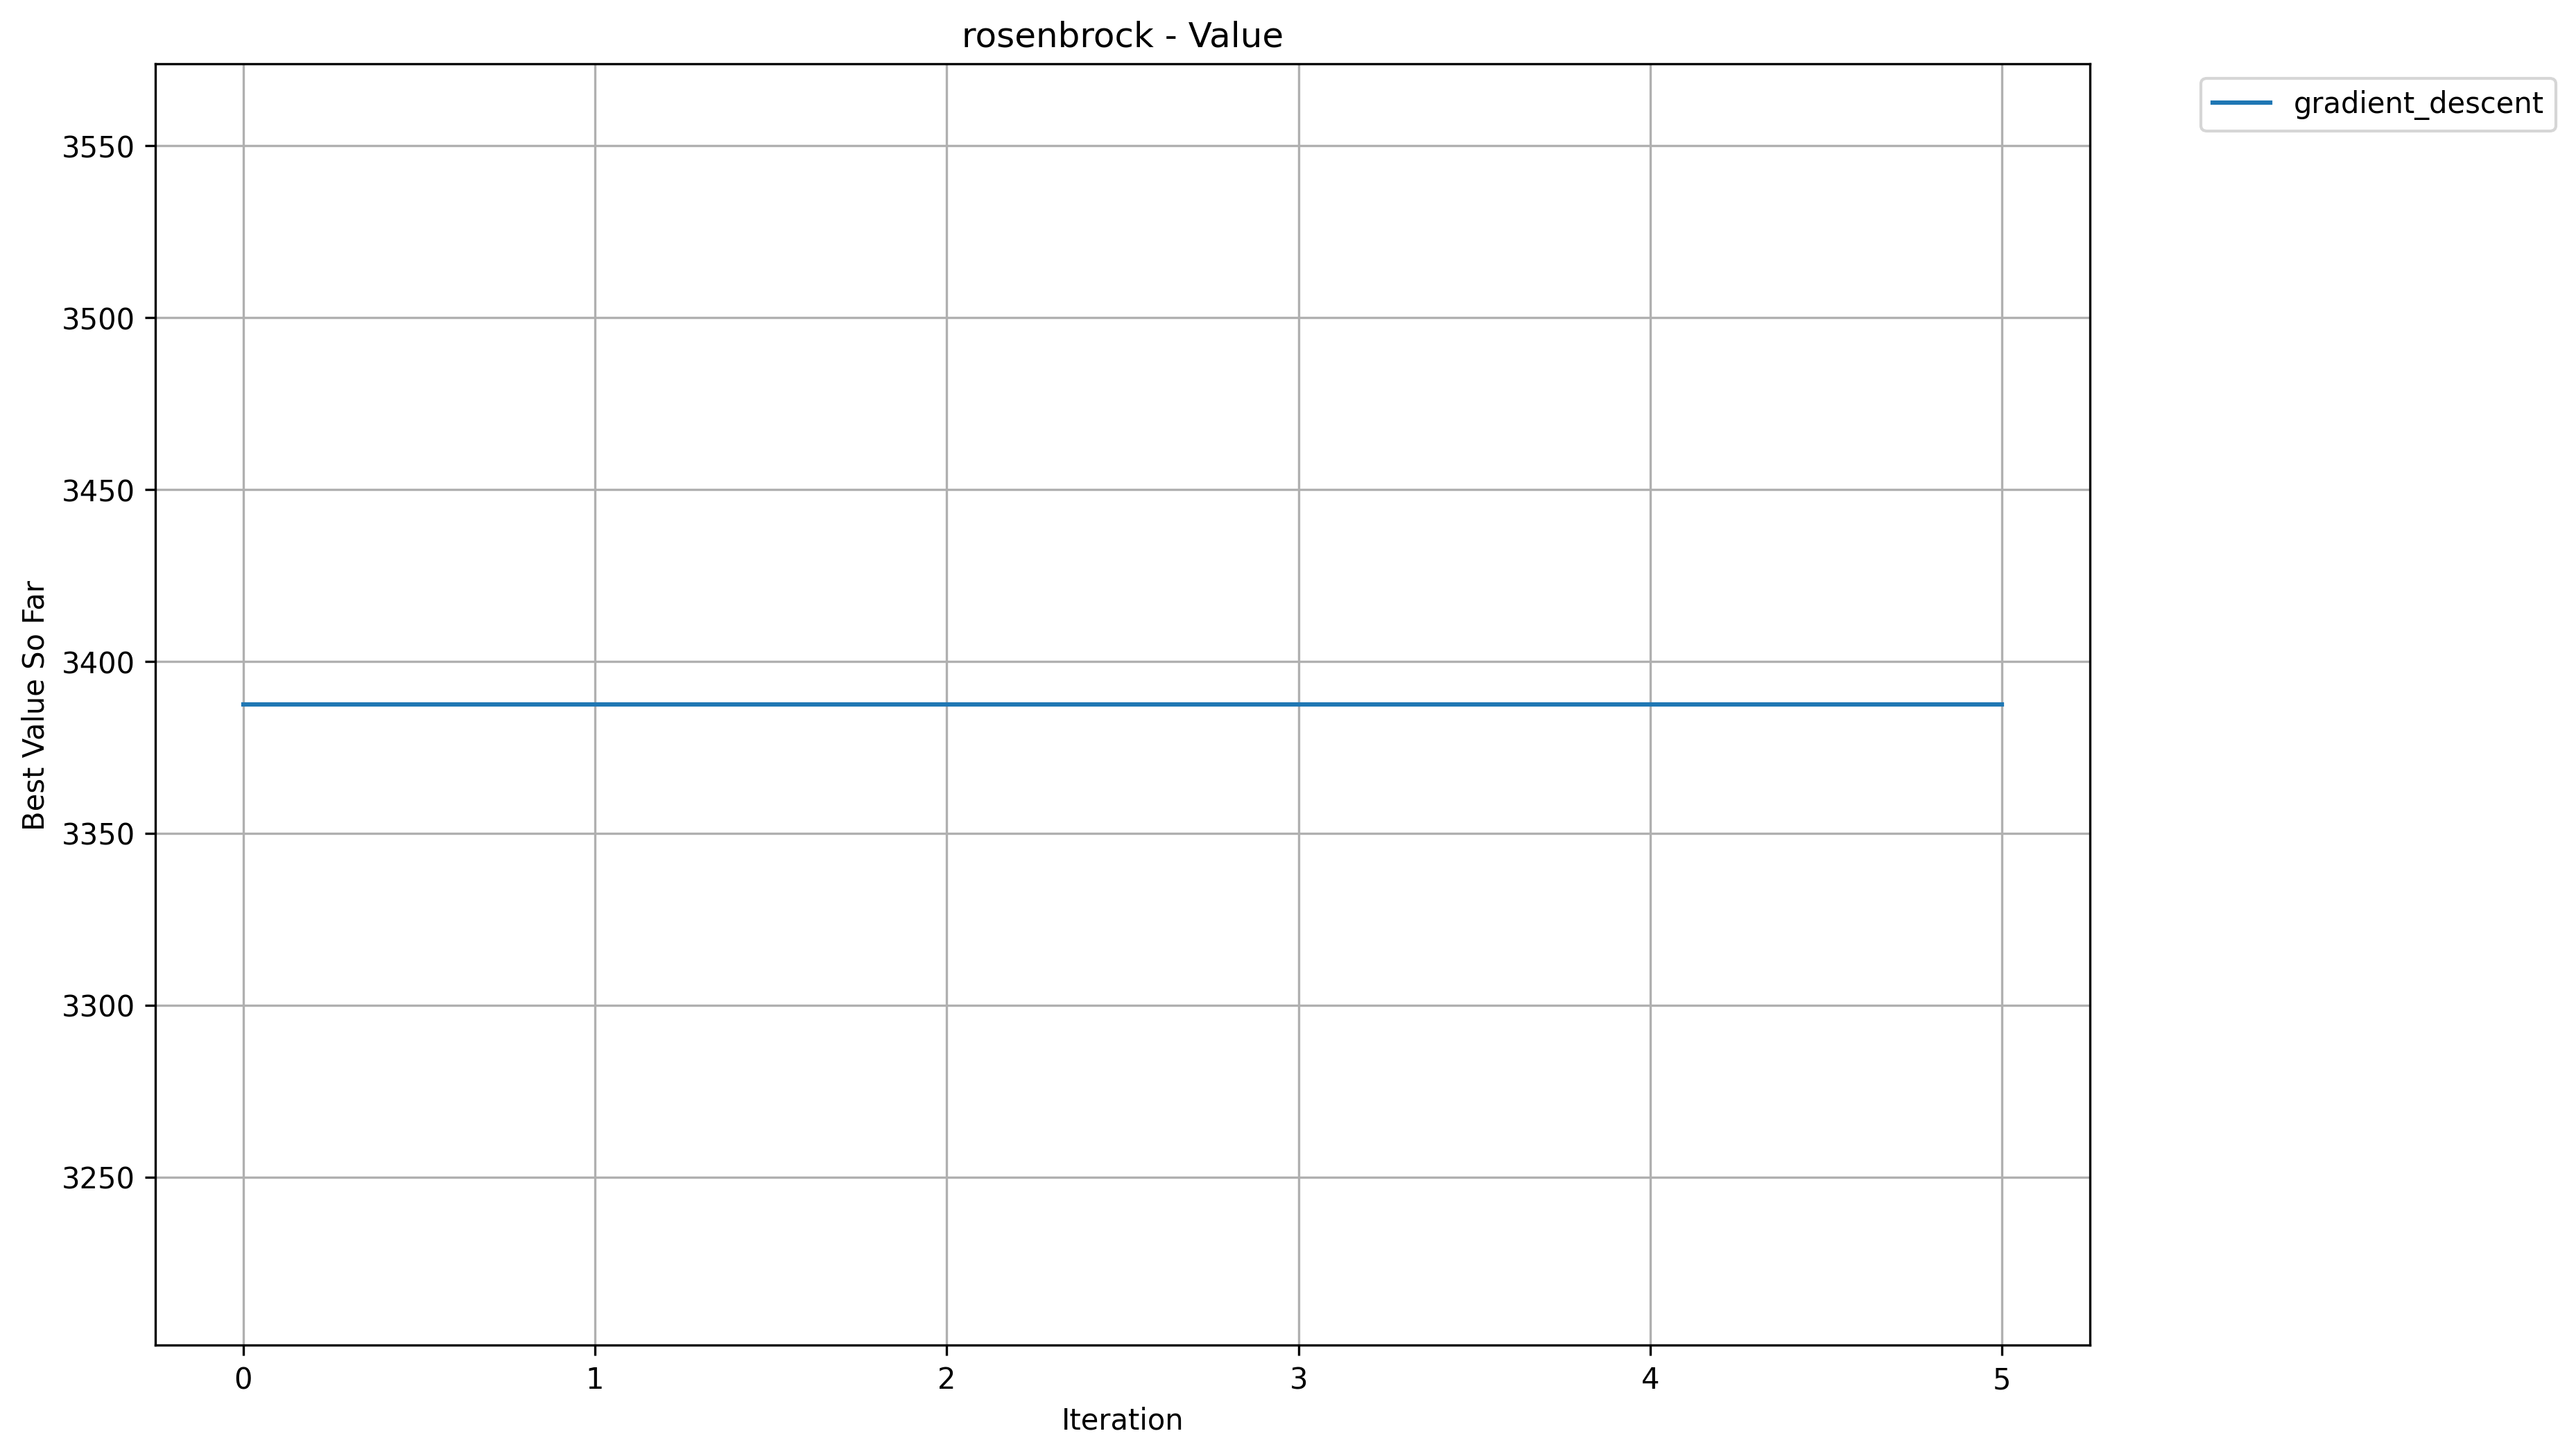 rosenbrock - Value
gradient_descent
Best Value So Far
3550
3500
3450
3400
3350
3300
3250
0 1 2 3 4 5
Iteration